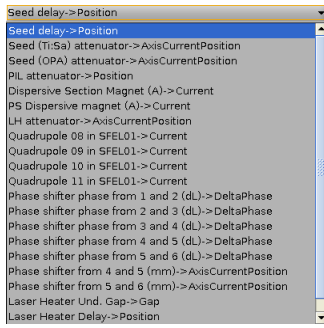 Seed delay->Position
Seed delay->Position
Seed (Ti:Sa) attenuator->AxisCurrentPosition
Seed (OPA) attenuator->AxisCurrentPosition
PIL attenuator->Position
Dispersive Section Magnet (A)->Current
PS Dispersive magnet (A)->Current
LH attenuator->AxisCurrentPosition
Quadrupole 08 in SFEL01->Current
Quadrupole 09 in SFEL01->Current
Quadrupole 10 in SFEL01->Current
Quadrupole 11 in SFEL01->Current
Phase shifter phase from 1 and 2 (dL)->DeltaPhase
Phase shifter phase from 2 and 3 (dL)->DeltaPhase
Phase shifter phase from 3 and 4 (dL)->DeltaPhase
Phase shifter phase from 4 and 5 (dL)->DeltaPhase
Phase shifter phase from 5 and 6 (dL)->DeltaPhase
Phase shifter from 4 and 5 (mm)->AxisCurrentPosition
Phase shifter from 5 and 6 (mm)->AxisCurrentPosition
Laser Heater Und. Gap->Gap
Laser Heater Delay->Position